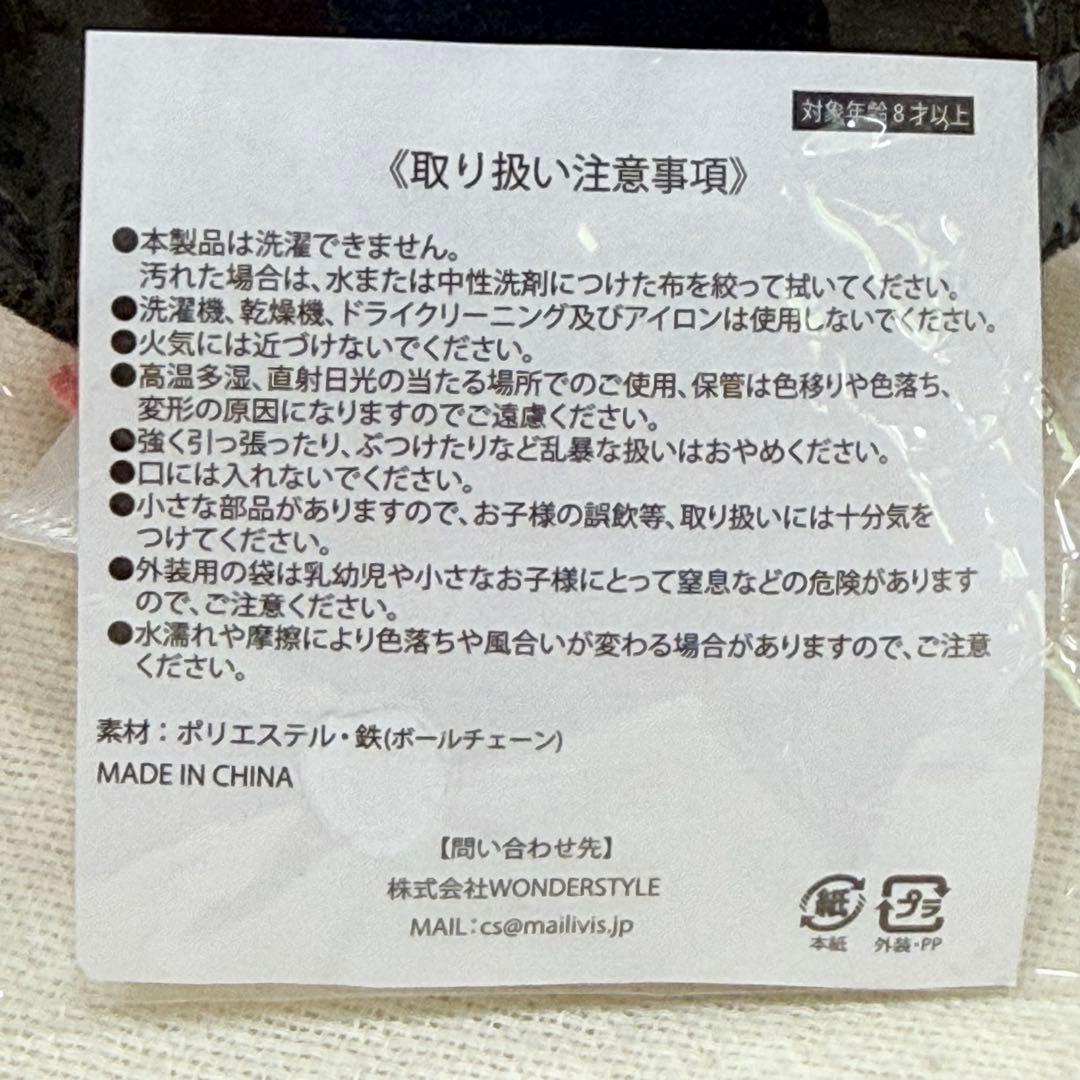 対象年齢8才以上
《取り扱い注意事項》
●本製品は洗濯できません。
汚れた場合は、水または中性洗剤につけた布を絞って拭いてください。
●洗濯機、乾燥機、ドライクリーニング及びアイロンは使用しないでください。
●火気には近づけないでください。
●高温多湿、直射日光の当たる場所でのご使用、保管は色移りや色落ち、
変形の原因になりますのでご遠慮ください。
●強く引っ張ったり、ぶつけたりなど乱暴な扱いはおやめください。
●口には入れないでください。
●小さな部品がありますので、お子様の誤飲等、取り扱いには十分気を
つけてください。
●外装用の袋は乳幼児や小さなお子様にとって窒息などの危険があります
ので、ご注意ください。
●水濡れや摩擦により色落ちや風合いが変わる場合がありますので、ご注意
ください。
素材：ポリエステル・鉄(ボールチェーン)
MADE IN CHINA
【問い合わせ先】
株式会社WONDERSTYLE
MAIL：cs@mailivis.jp
紙 プラ
本紙 外装・PP